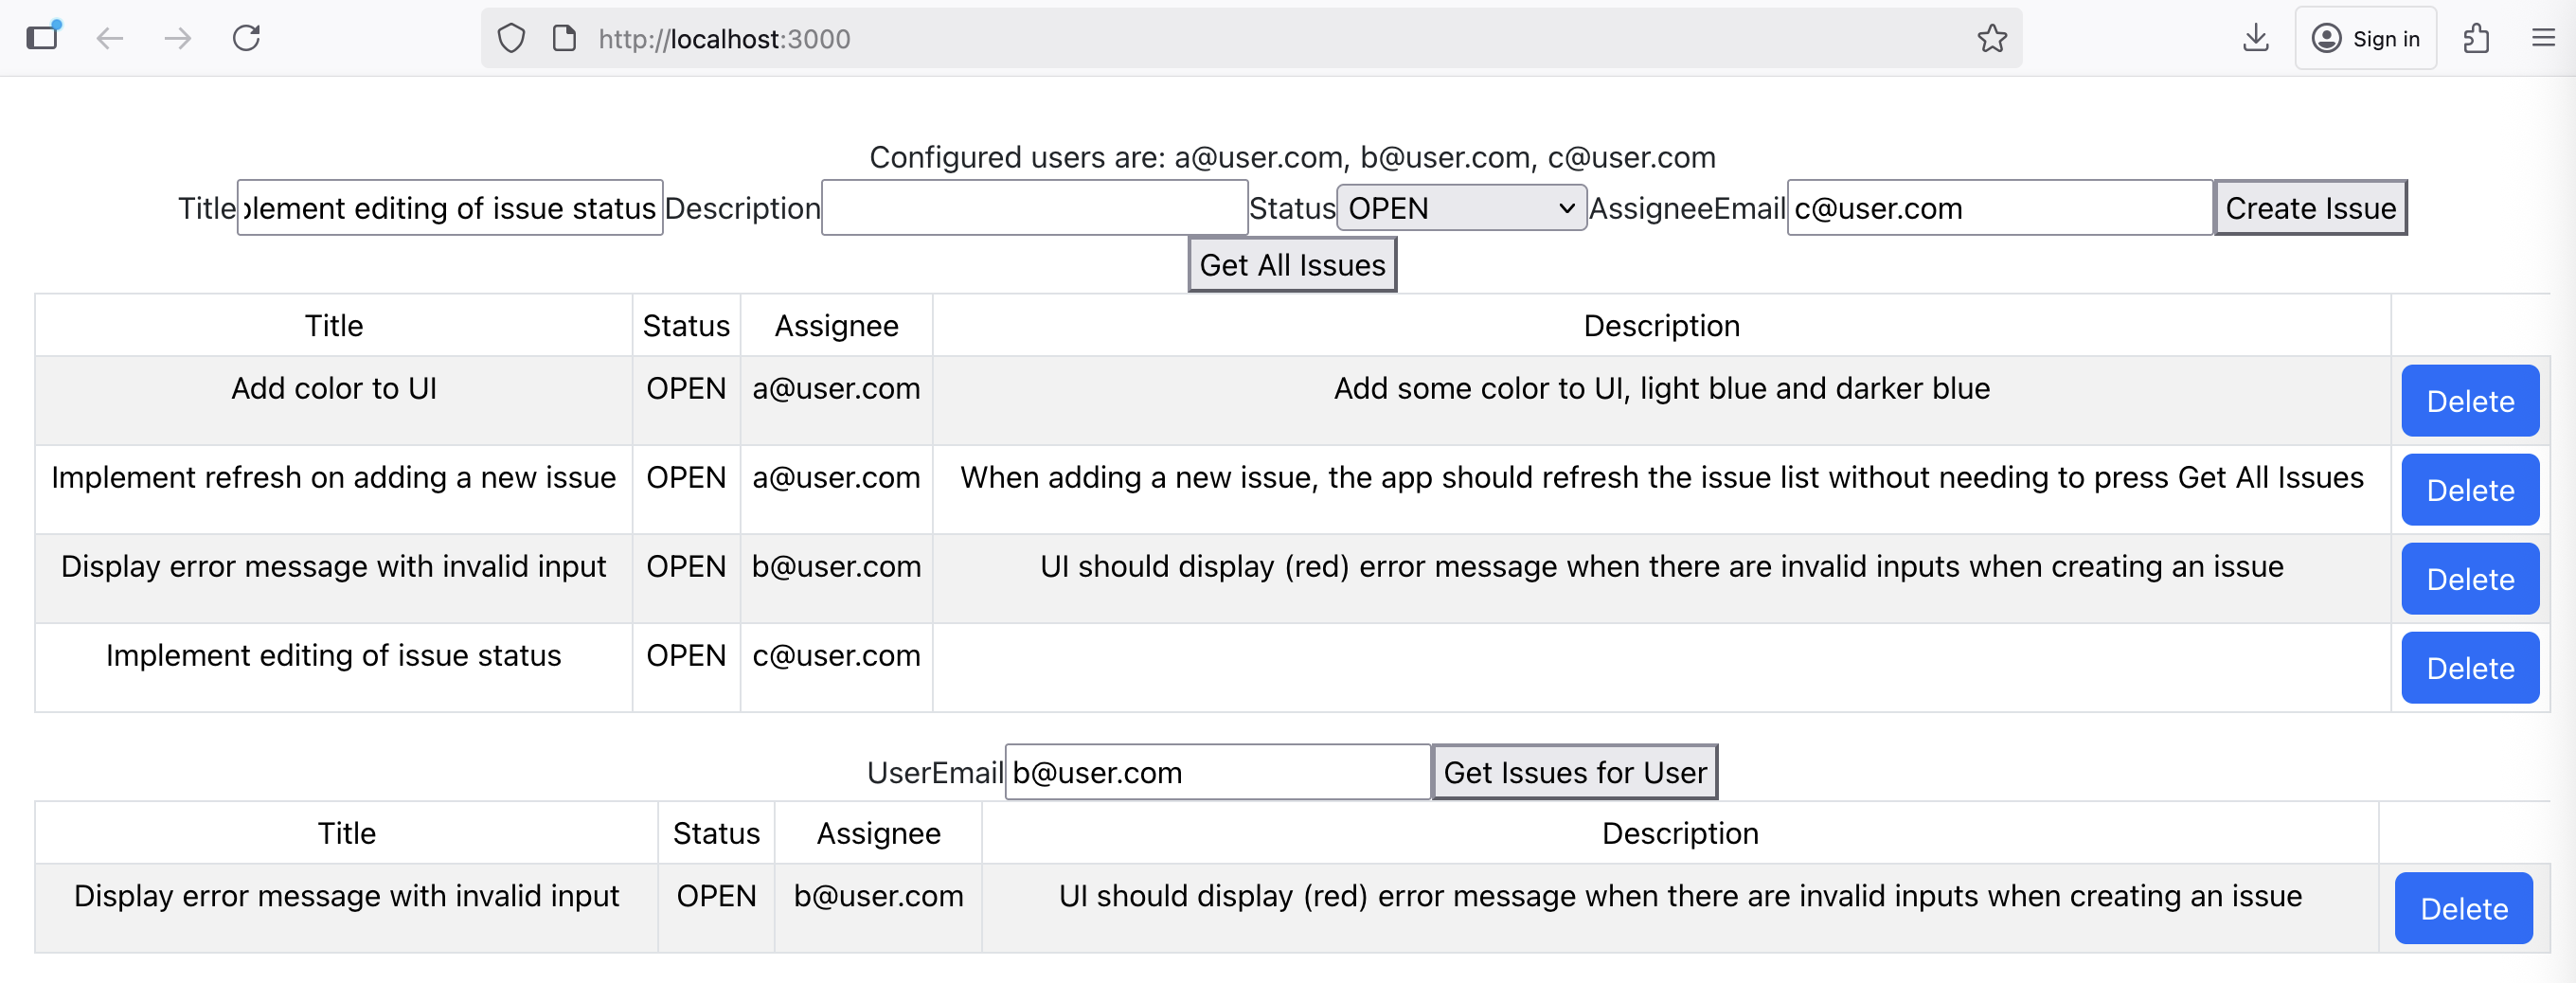 http://localhost:3000 Sign in
Configured users are: a@user.com, b@user.com, c@user.com
Title plement editing of issue status Description Status OPEN AssigneeEmail c@user.com Create Issue
Get All Issues
Title Status Assignee Description
Add color to UI OPEN a@user.com Add some color to UI, light blue and darker blue Delete
Implement refresh on adding a new issue OPEN a@user.com When adding a new issue, the app should refresh the issue list without needing to press Get All Issues Delete
Display error message with invalid input OPEN b@user.com UI should display (red) error message when there are invalid inputs when creating an issue Delete
Implement editing of issue status OPEN c@user.com Delete
UserEmail b@user.com Get Issues for User
Title Status Assignee Description
Display error message with invalid input OPEN b@user.com UI should display (red) error message when there are invalid inputs when creating an issue Delete